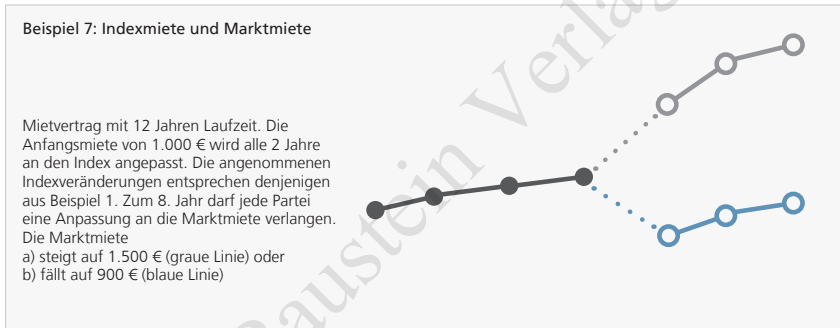 Beispiel 7: Indexmiete und Marktmiete
Mietvertrag mit 12 Jahren Laufzeit. Die
Anfangsmiete von 1.000 € wird alle 2 Jahre
an den Index angepasst. Die angenommenen
Indexveränderungen entsprechen denjenigen
aus Beispiel 1. Zum 8. Jahr darf jede Partei
eine Anpassung an die Marktmiete verlangen.
Die Marktmiete
a) steigt auf 1.500 € (graue Linie) oder
b) fällt auf 900 € (blaue Linie)
Baustein Verlag